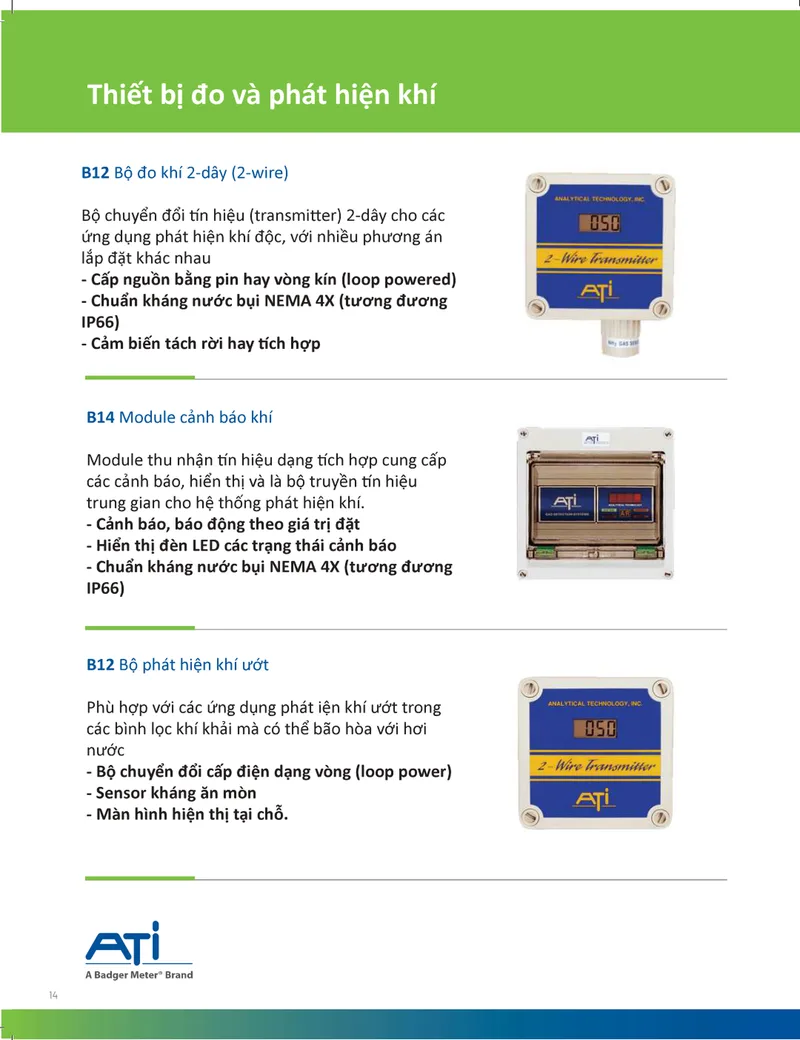 Thiết bị đo và phát hiện khí
B12 Bộ đo khí 2-dây (2-wire)
Bộ chuyển đổi tín hiệu (transmitter) 2-dây cho các
ứng dụng phát hiện khí độc, với nhiều phương án
lắp đặt khác nhau
- Cấp nguồn bằng pin hay vòng kín (loop powered)
- Chuẩn kháng nước bụi NEMA 4X (tương đương
IP66)
- Cảm biến tách rời hay tích hợp
ANALYTICAL TECHNOLOGY, INC.
050
2-Wire Transmitter
ATi
GAS
B14 Module cảnh báo khí
Module thu nhận tín hiệu dạng tích hợp cung cấp
các cảnh báo, hiển thị và là bộ truyền tín hiệu
trung gian cho hệ thống phát hiện khí.
- Cảnh báo, báo động theo giá trị đặt
- Hiển thị đèn LED các trạng thái cảnh báo
- Chuẩn kháng nước bụi NEMA 4X (tương đương
IP66)
ATi
ATi
GAS DETECTION SYSTEMS
B12 Bộ phát hiện khí ướt
Phù hợp với các ứng dụng phát iện khí ướt trong
các bình lọc khí khải mà có thể bão hòa với hơi
nước
- Bộ chuyển đổi cấp điện dạng vòng (loop power)
- Sensor kháng ăn mòn
- Màn hình hiện thị tại chỗ.
ANALYTICAL TECHNOLOGY, INC.
050
2-Wire Transmitter
ATi
ATi
A Badger Meter® Brand
14